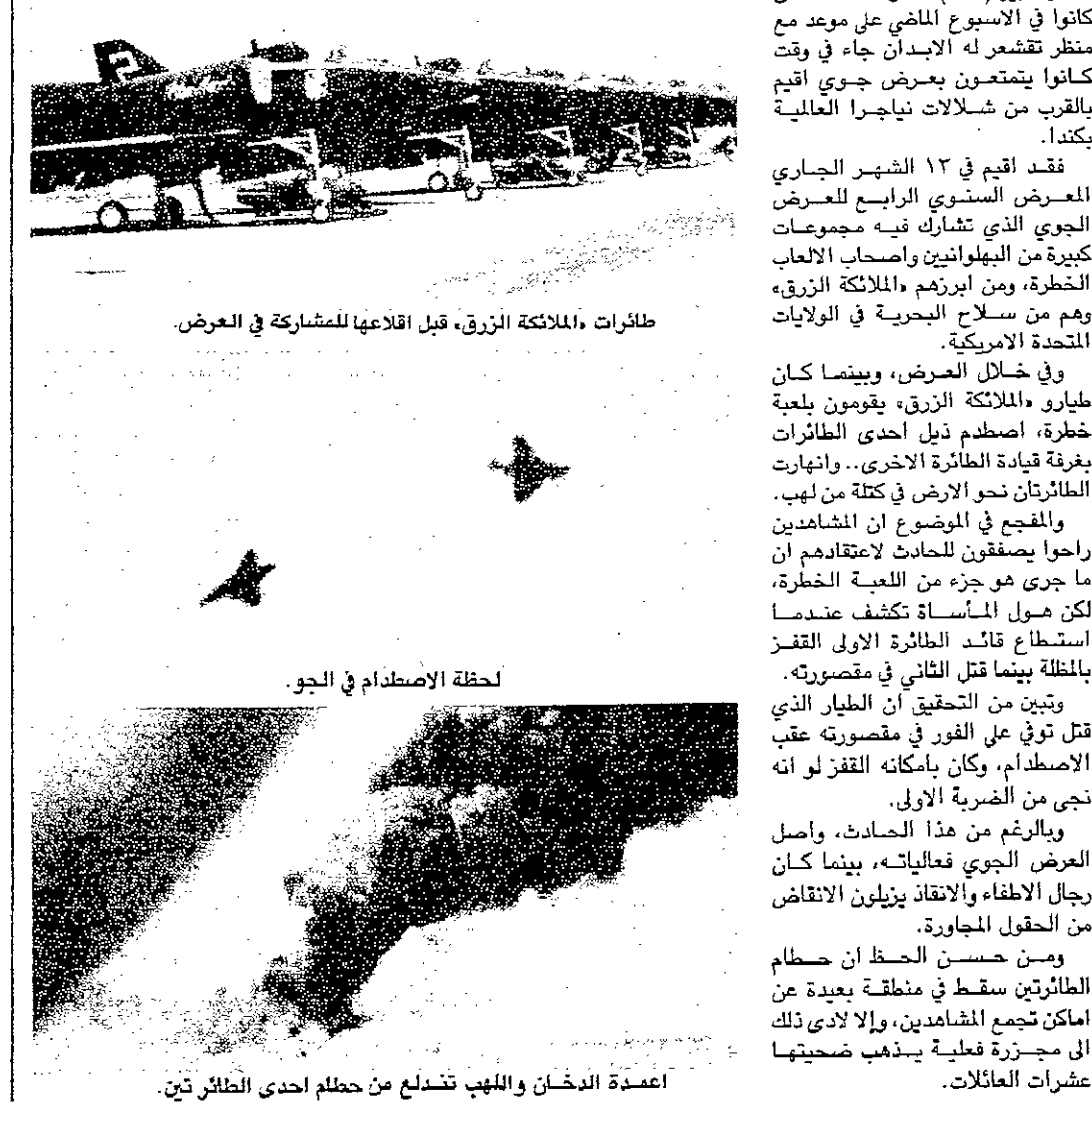 كانوا في الاسبوع الماضي على موعد مع
منظر تقشعر له الابدان جاء في وقت
كانوا يتمتعون بعرض جوي اقيم
بالقرب من شلالات نياجرا العالمية
بكندا.
فقد اقيم في ١٣ الشهر الجاري
المعرض السنوي الرابع للعرض
الجوي الذي تشارك فيه مجموعات
كبيرة من البهلوانيين واصحاب الالعاب
الخطرة، ومن ابرزهم «الملائكة الزرق»
وهم من سلاح البحرية في الولايات
المتحدة الامريكية.
وفي خلال العرض، وبينما كان
طيارو «الملائكة الزرق» يقومون بلعبة
خطرة، اصطدم ذيل احدى الطائرات
بغرفة قيادة الطائرة الاخرى.. وانهارت
الطائرتان نحو الارض في كتلة من لهب.
والمفجع في الموضوع ان المشاهدين
راحوا يصفقون للحادث لاعتقادهم ان
ما جرى هو جزء من اللعبة الخطرة،
لكن هول المأساة تكشف عندما
استطاع قائد الطائرة الاولى القفز
بالمظلة بينما قتل الثاني في مقصورته.
وتبين من التحقيق ان الطيار الذي
قتل توفي على الفور في مقصورته عقب
الاصطدام، وكان بامكانه القفز لو انه
نجى من الضربة الاولى.
وبالرغم من هذا الحادث، واصل
العرض الجوي فعالياته، بينما كان
رجال الاطفاء والانقاذ يزيلون الانقاض
من الحقول المجاورة.
ومن حسن الحظ ان حطام
الطائرتين سقط في منطقة بعيدة عن
اماكن تجمع المشاهدين، وإلا لادى ذلك
الى مجزرة فعلية يذهب ضحيتها
عشرات العائلات.
طائرات «الملائكة الزرق» قبل اقلاعها للمشاركة في العرض.
لحظة الاصطدام في الجو.
اعمدة الدخان واللهب تندلع من حطام احدى الطائر تين.